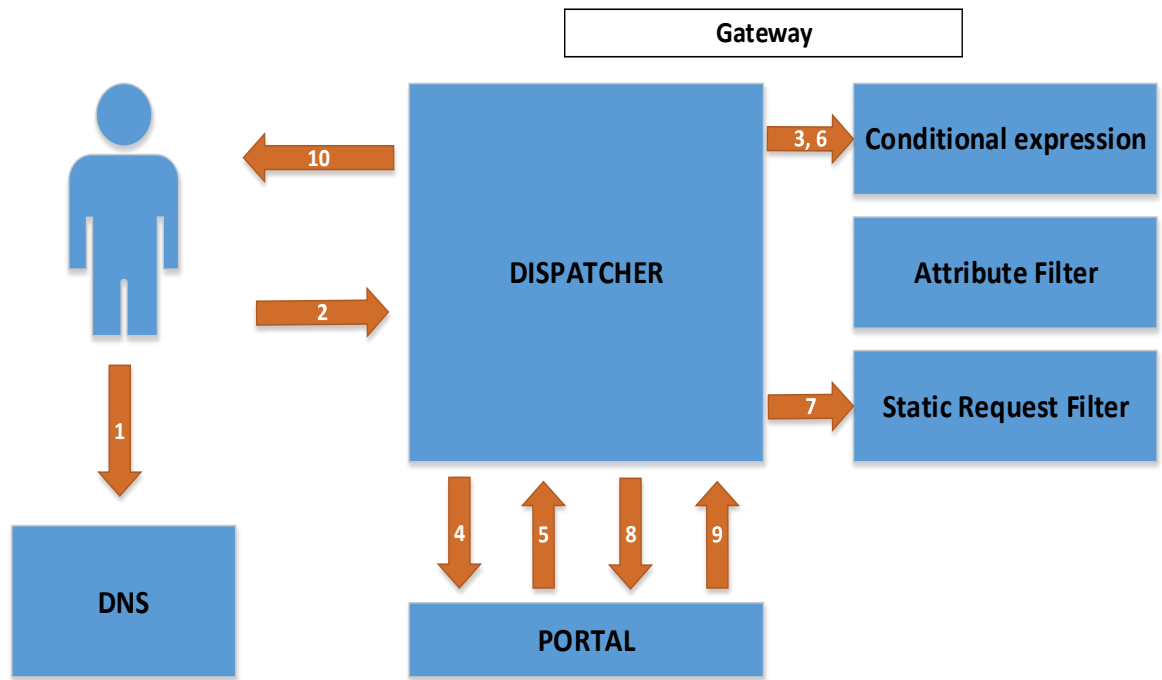 Gateway
10
3, 6
Conditional expression
DISPATCHER
Attribute Filter
2
7
Static Request Filter
1
4
5
8
9
DNS
PORTAL